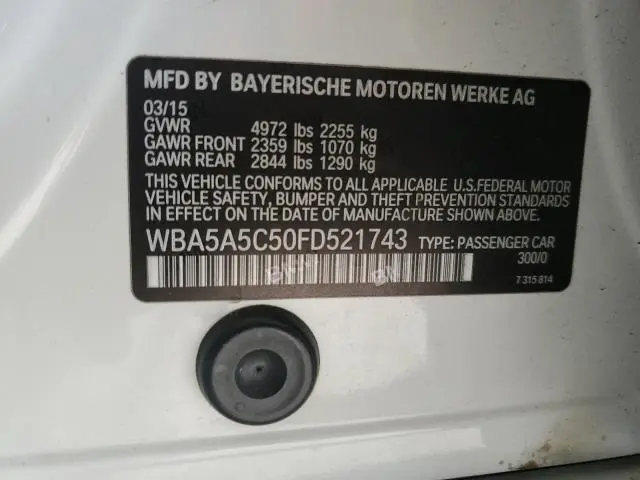 MFD BY BAYERISCHE MOTOREN WERKE AG
03/15
GVWR 4972 lbs 2255 kg
GAWR FRONT 2359 lbs 1070 kg
GAWR REAR 2844 lbs 1290 kg
THIS VEHICLE CONFORMS TO ALL APPLICABLE U.S.FEDERAL MOTOR
VEHICLE SAFETY, BUMPER AND THEFT PREVENTION STANDARDS
IN EFFECT ON THE DATE OF MANUFACTURE SHOWN ABOVE.
WBA5A5C50FD521743 TYPE: PASSENGER CAR
300/0
7 315 814